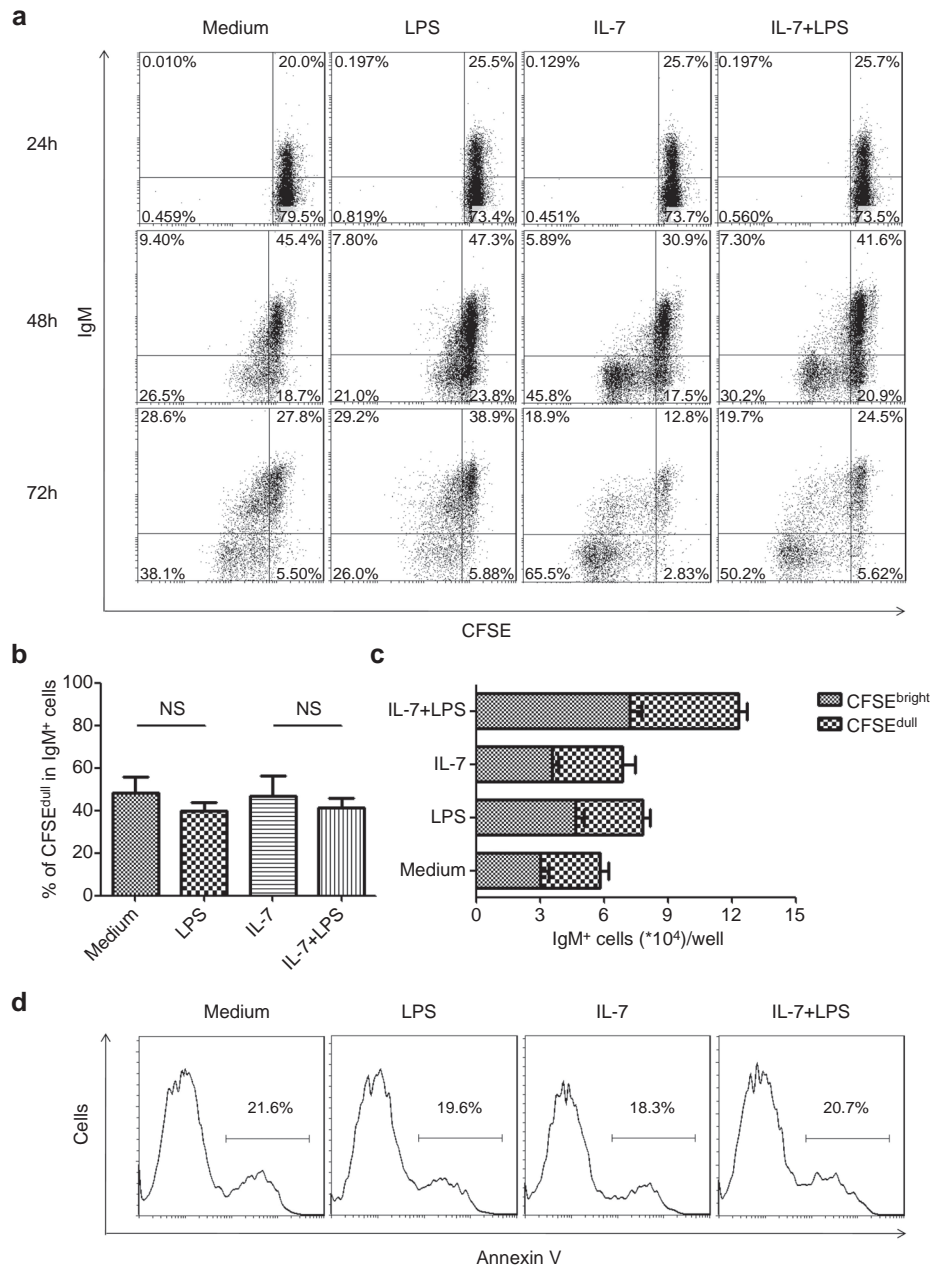 a
Medium LPS IL-7 IL-7+LPS
0.010% 20.0% 0.197% 25.5% 0.129% 25.7% 0.197% 25.7%
24h
0.459% 79.5% 0.819% 73.4% 0.451% 73.7% 0.560% 73.5%
9.40% 45.4% 7.80% 47.3% 5.89% 30.9% 7.30% 41.6%
48h
IgM
26.5% 18.7% 21.0% 23.8% 45.8% 17.5% 30.2% 20.9%
28.6% 27.8% 29.2% 38.9% 18.9% 12.8% 19.7% 24.5%
72h
38.1% 5.50% 26.0% 5.88% 65.5% 2.83% 50.2% 5.62%
CFSE
b
% of CFSEdull in IgM+ cells
100
80
60
40
20
0
NS NS
Medium LPS IL-7 IL-7+LPS
c
IL-7+LPS
IL-7
LPS
Medium
0 3 6 9 12 15
IgM+ cells (*10⁴)/well
CFSEbright
CFSEdull
d
Medium LPS IL-7 IL-7+LPS
Cells
21.6% 19.6% 18.3% 20.7%
Annexin V